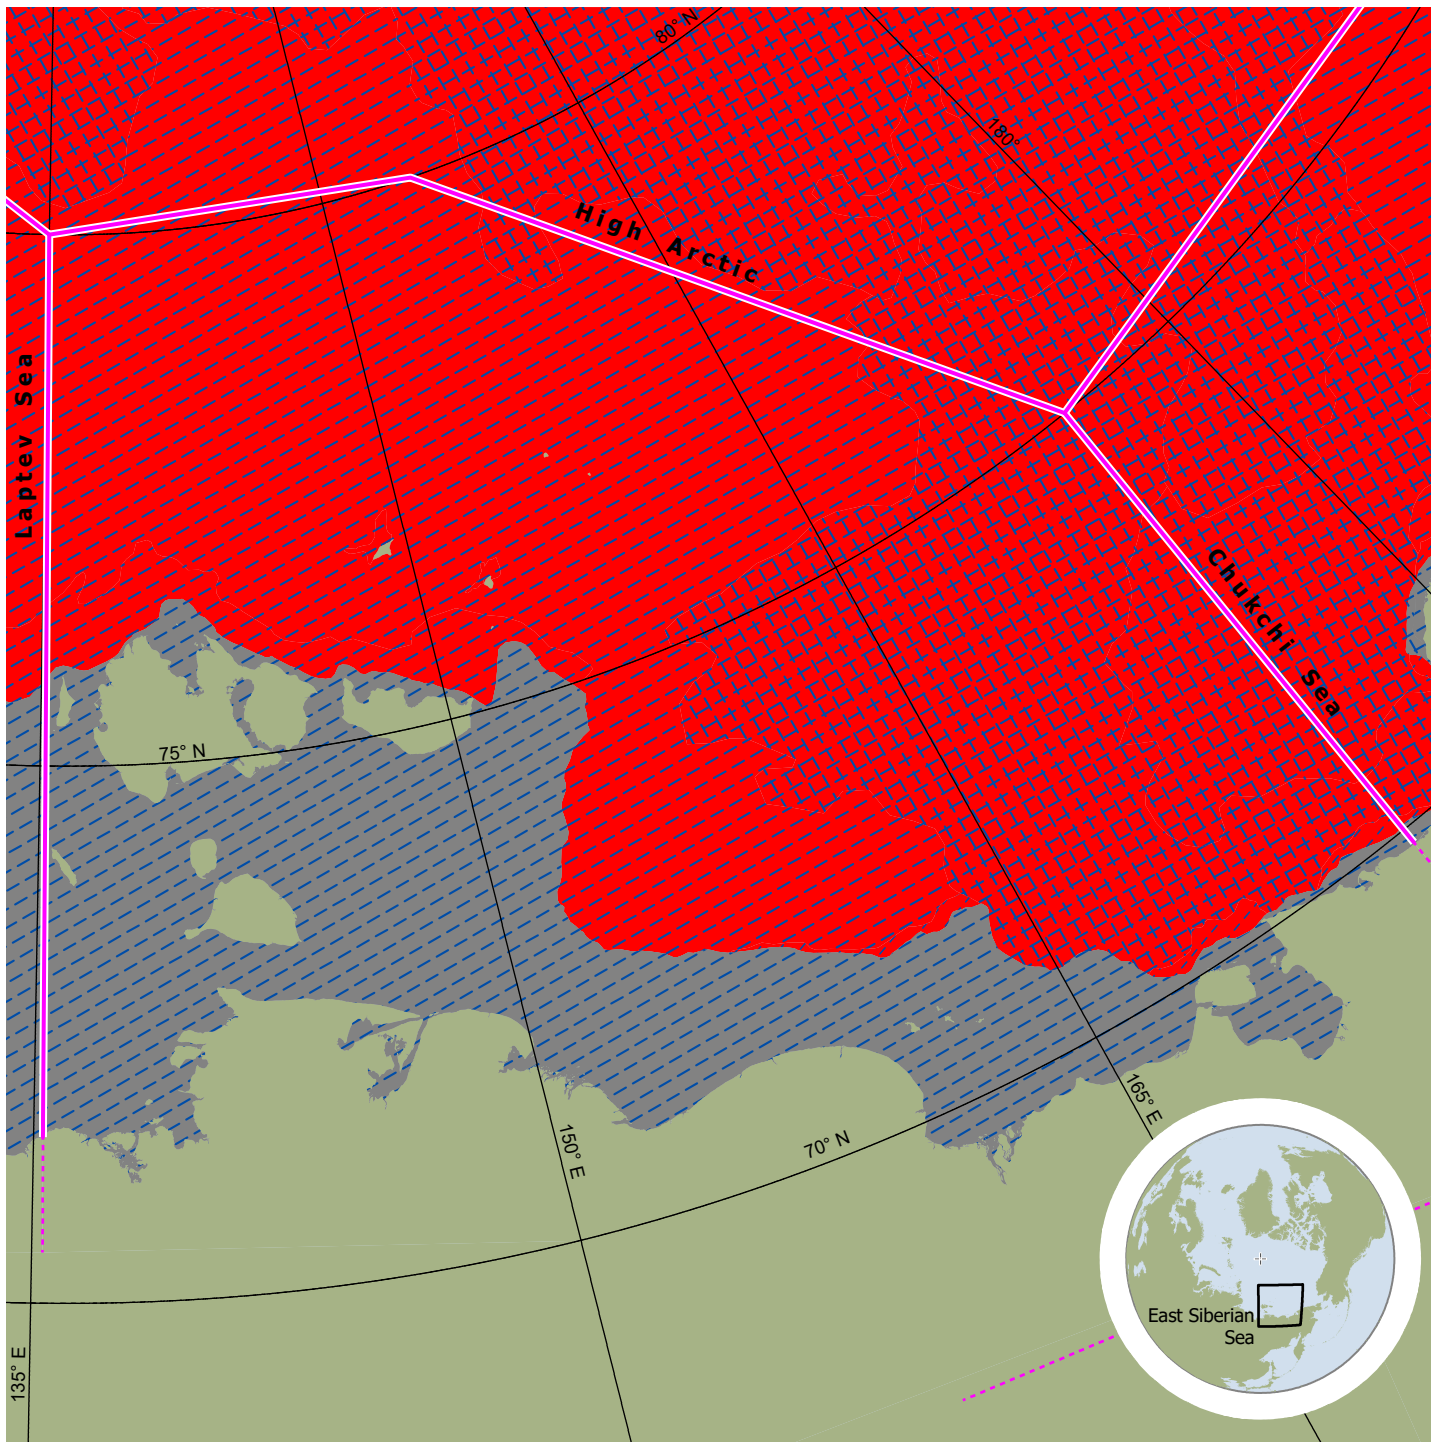 80° N
180°
High Arctic
Laptev Sea
Chukchi Sea
75° N
165° E
150° E
70° N
East Siberian
Sea
135° E